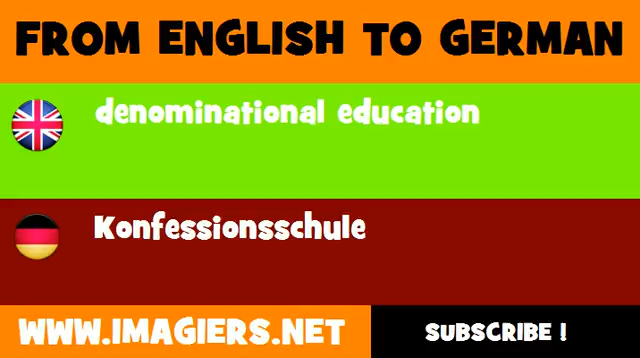 FROM ENGLISH TO GERMAN
denominational education
Konfessionsschule
WWW.IMAGIERS.NET
SUBSCRIBE !